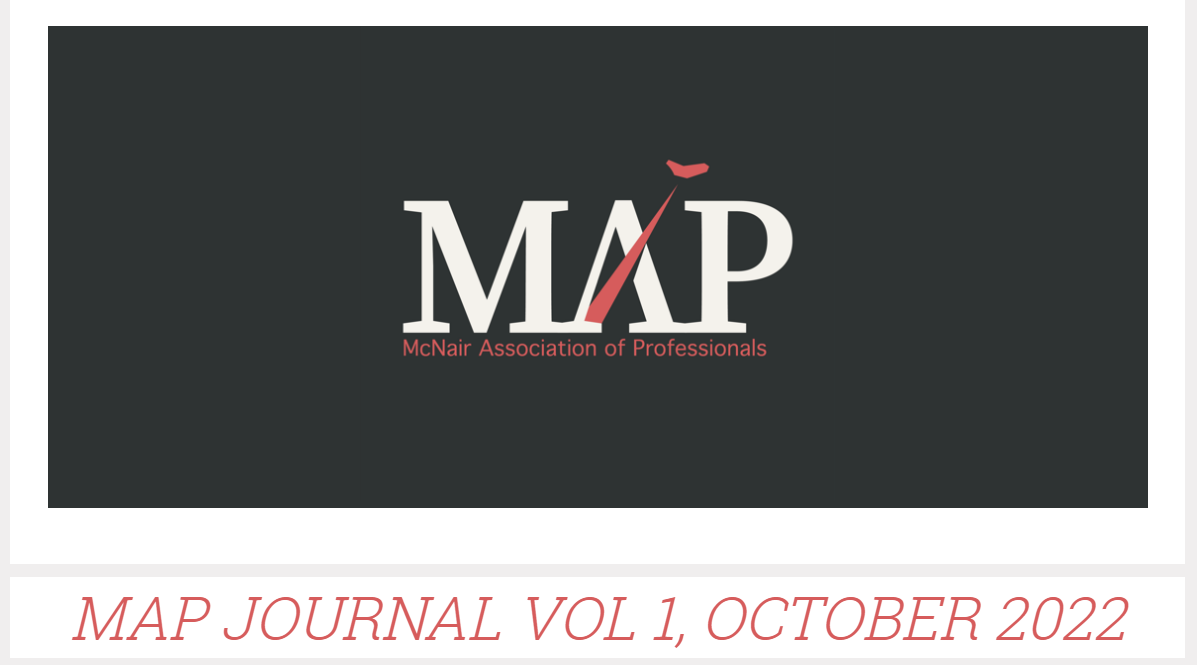 MAP
McNair Association of Professionals
MAP JOURNAL VOL 1, OCTOBER 2022